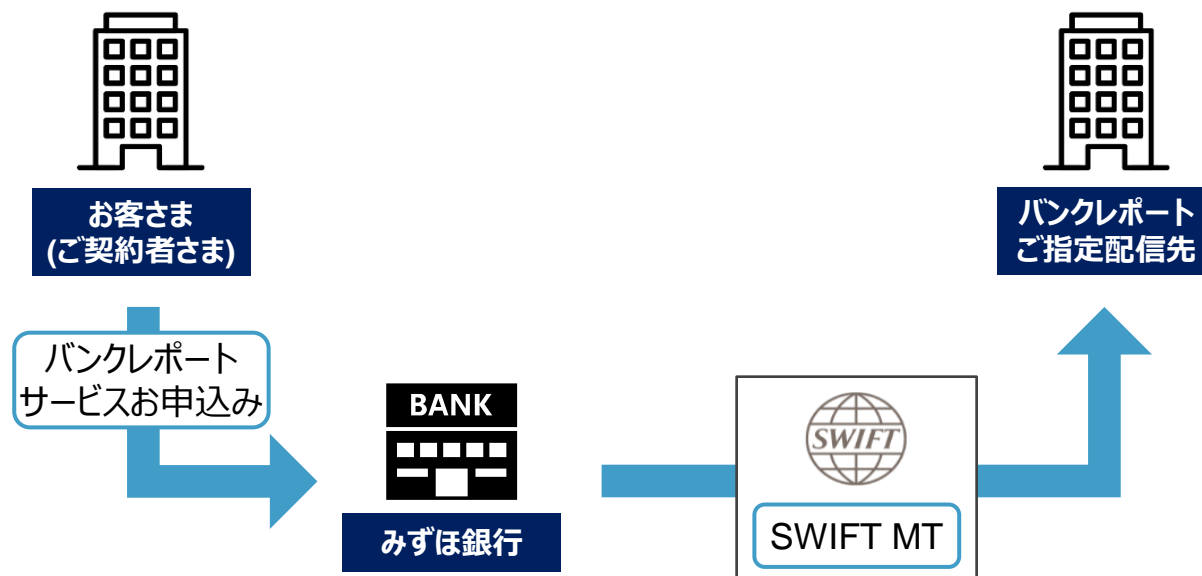 お客さま
(ご契約者さま)
バンクレポート
ご指定配信先
バンクレポート
サービスお申込み
BANK
みずほ銀行
SWIFT
SWIFT MT